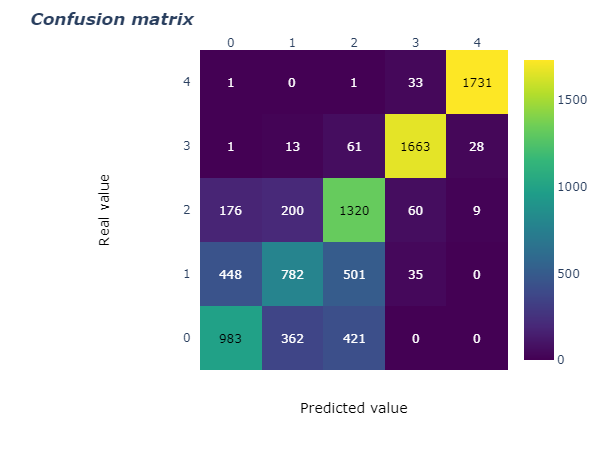 Confusion matrix
0 1 2 3 4
4 1 0 1 33 1731
3 1 13 61 1663 28
2 176 200 1320 60 9
1 448 782 501 35 0
0 983 362 421 0 0
Real value
Predicted value
1500
1000
500
0